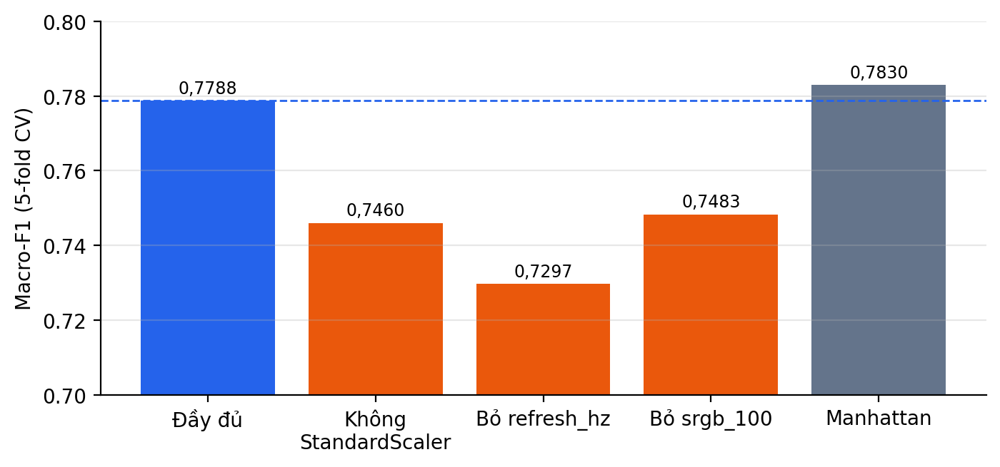 Macro-F1 (5-fold CV)
0.80
0.78
0.76
0.74
0.72
0.70
0,7788
0,7460
0,7297
0,7483
0,7830
Đầy đủ
Không
StandardScaler
Bỏ refresh_hz
Bỏ srgb_100
Manhattan